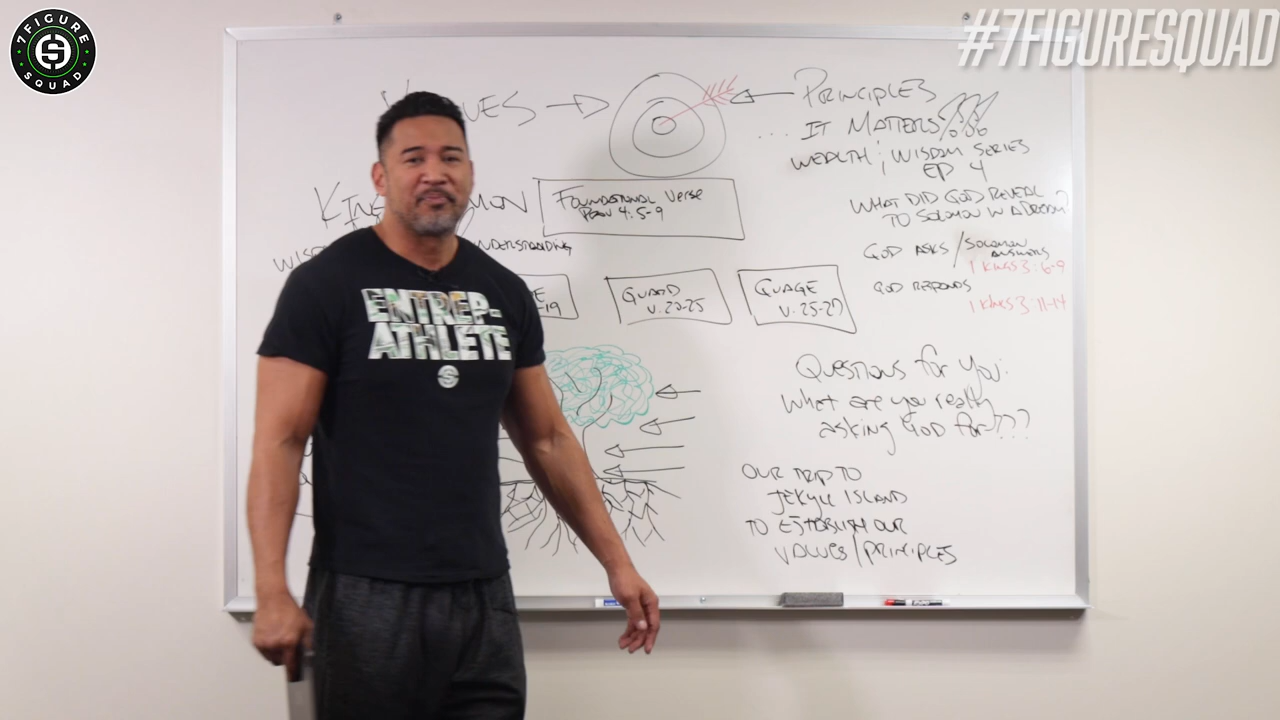 7 FIGURE
SQUAD
#7FIGURESQUAD
ENTREP-
ATHLETE
PRINCIPLES
... IT MATTERS!!!
WEALTH & WISDOM SERIES
EP 4
WHAT DID GOD REVEAL
TO SOLOMON IN A DREAM?
GOD ASKS / SOLOMON
ANSWERS
1 KINGS 3:6-9
GOD RESPONDS
1 KINGS 3:11-14
FOUNDATIONAL VERSE
PROV 4:5-9
UNDERSTANDING
GUARD
V. 23-25
GUAGE
V. 25-27
QUESTIONS FOR YOU:
What are you really
asking GOD for???
OUR TRIP TO
JEKYLL ISLAND
TO ESTABLISH OUR
VALUES/PRINCIPLES